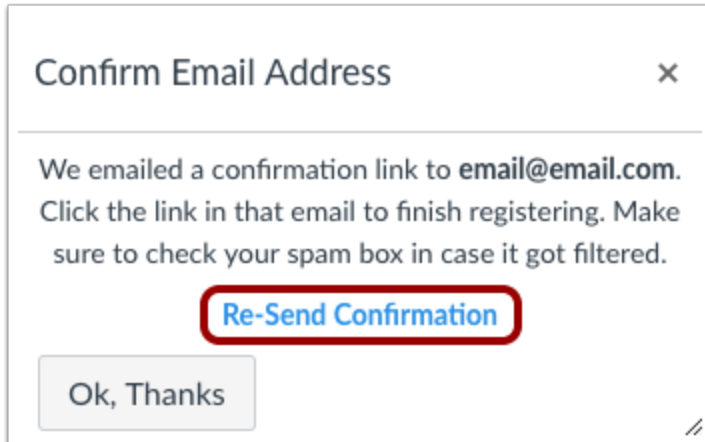 Confirm Email Address
We emailed a confirmation link to email@email.com.
Click the link in that email to finish registering. Make
sure to check your spam box in case it got filtered.
Re-Send Confirmation
Ok, Thanks